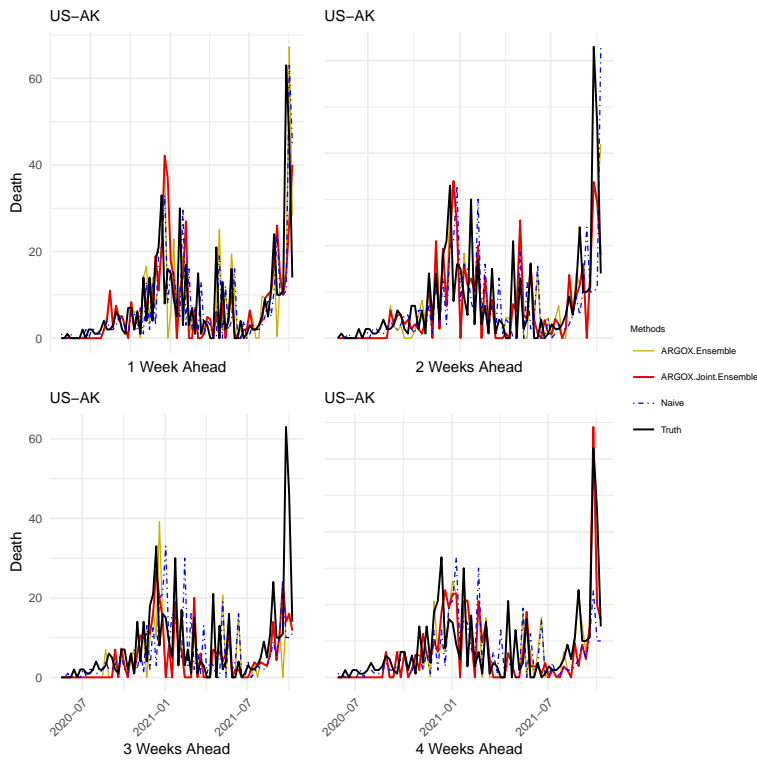 US−AK
US−AK
Death
60
40
20
0
1 Week Ahead
2 Weeks Ahead
Methods
ARGOX.Ensemble
ARGOX.Joint.Ensemble
Naive
Truth
US−AK
US−AK
Death
60
40
20
0
2020−07
2021−01
2021−07
2020−07
2021−01
2021−07
3 Weeks Ahead
4 Weeks Ahead